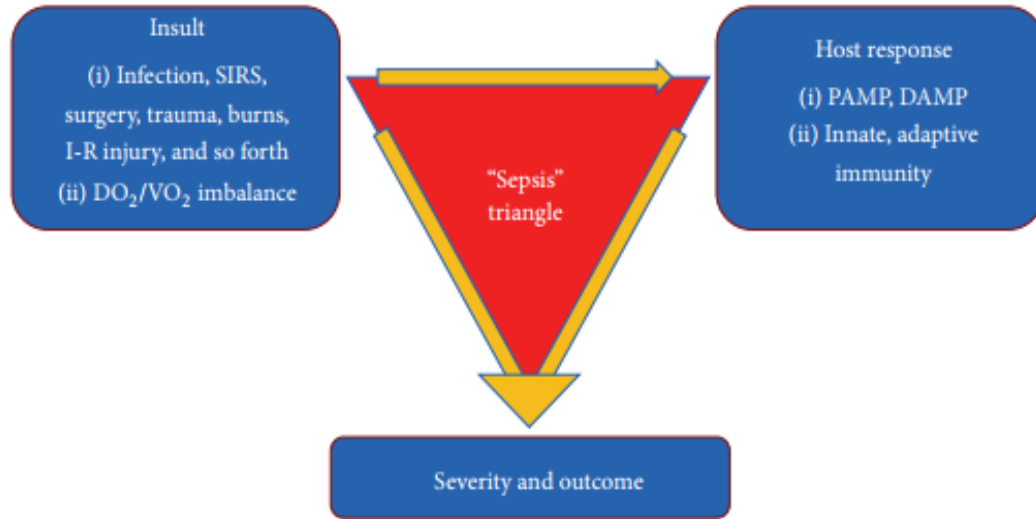 Insult
(i) Infection, SIRS,
surgery, trauma, burns,
I-R injury, and so forth
(ii) DO₂/VO₂ imbalance
Host response
(i) PAMP, DAMP
(ii) Innate, adaptive
immunity
“Sepsis”
triangle
Severity and outcome